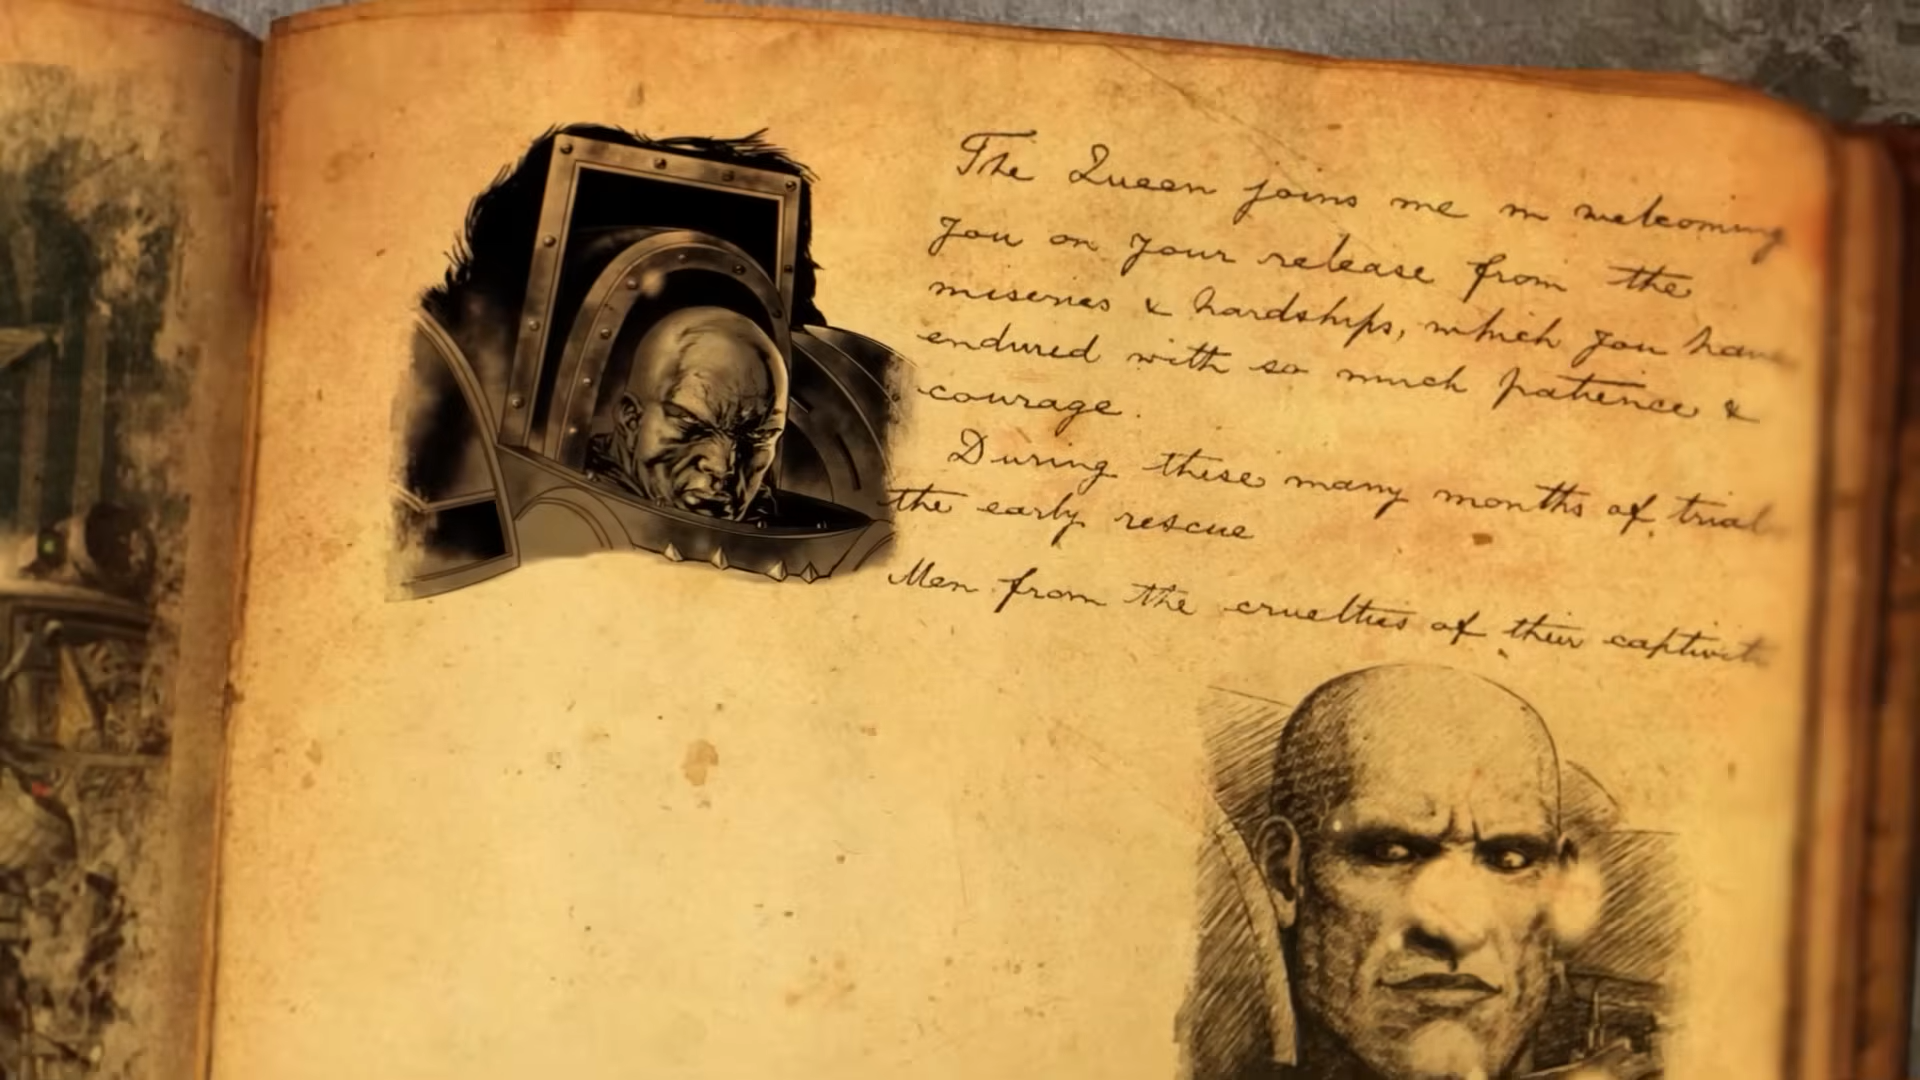 The Queen joins me in welcoming
you on your release from the
miseries & hardships, which you have
endured with so much patience &
courage.
During these many months of trial
the early rescue
Men from the cruelties of their captivit